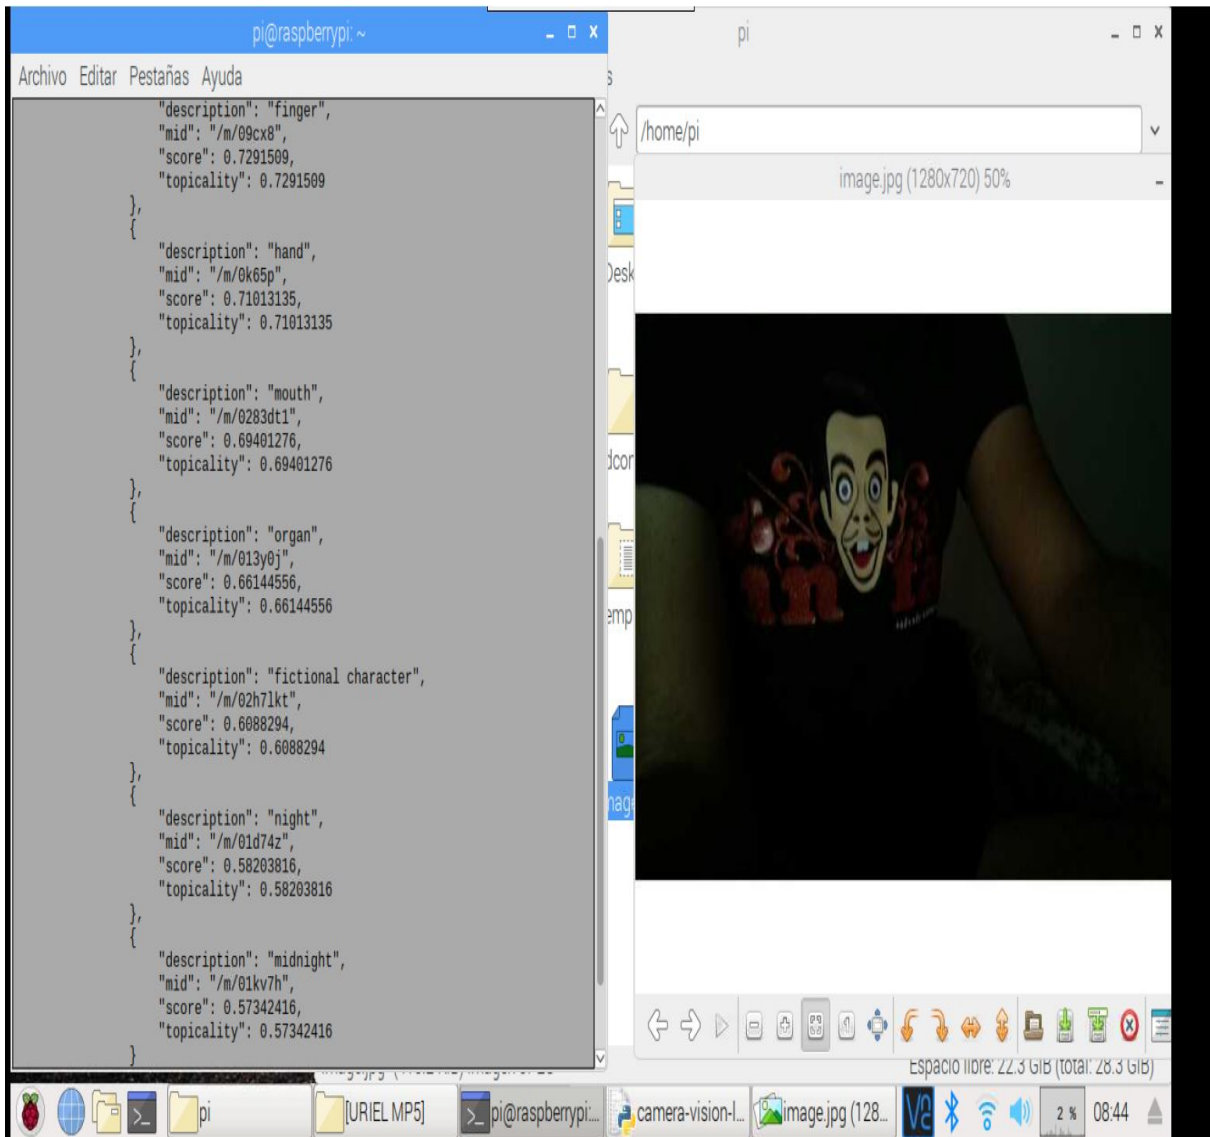 pi@raspberrypi: ~
Archivo Editar Pestañas Ayuda
"description": "finger",
"mid": "/m/09cx8",
"score": 0.7291509,
"topicality": 0.7291509
},
{
"description": "hand",
"mid": "/m/0k65p",
"score": 0.71013135,
"topicality": 0.71013135
},
{
"description": "mouth",
"mid": "/m/0283dt1",
"score": 0.69401276,
"topicality": 0.69401276
},
{
"description": "organ",
"mid": "/m/013y0j",
"score": 0.66144556,
"topicality": 0.66144556
},
{
"description": "fictional character",
"mid": "/m/02h7lkt",
"score": 0.6088294,
"topicality": 0.6088294
},
{
"description": "night",
"mid": "/m/01d74z",
"score": 0.58203816,
"topicality": 0.58203816
},
{
"description": "midnight",
"mid": "/m/01kv7h",
"score": 0.57342416,
"topicality": 0.57342416
}
pi
/home/pi
image.jpg (1280x720) 50%
Desk
in
Espacio libre: 22.3 GiB (total: 28.3 GiB)
pi
[URIEL MP5]
pi@raspberrypi:...
camera-vision-l...
image.jpg (128...
2 %
08:44